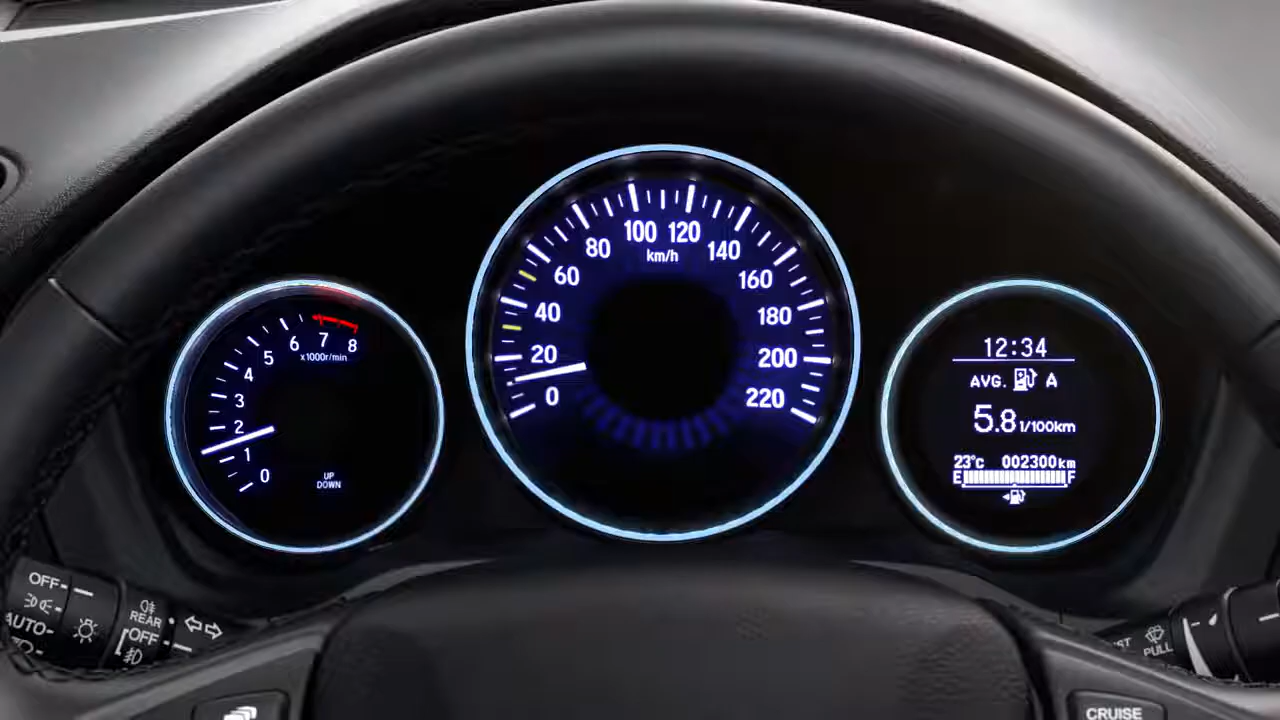 0
1
2
3
4
5
6
7
8
x1000r/min
UP
DOWN
0
20
40
60
80
100
120
140
160
180
200
220
km/h
12:34
AVG. A
5.8 l/100km
23°c 002300km
E F
OFF
AUTO
REAR
OFF
PULL
CRUISE